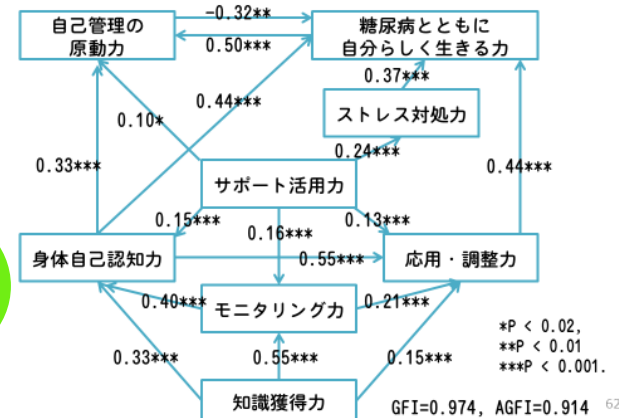 自己管理の
原動力
-0.32**
0.50***
糖尿病とともに
自分らしく生きる力
0.37***
0.44***
0.10*
ストレス対処力
0.24***
0.33***
0.44***
サポート活用力
0.15***
0.16***
0.13***
身体自己認知力
0.55***
応用・調整力
0.40***
モニタリング力
0.21***
*P < 0.02,
**P < 0.01
***P < 0.001.
0.33***
0.55***
0.15***
知識獲得力
GFI=0.974, AGFI=0.914
62